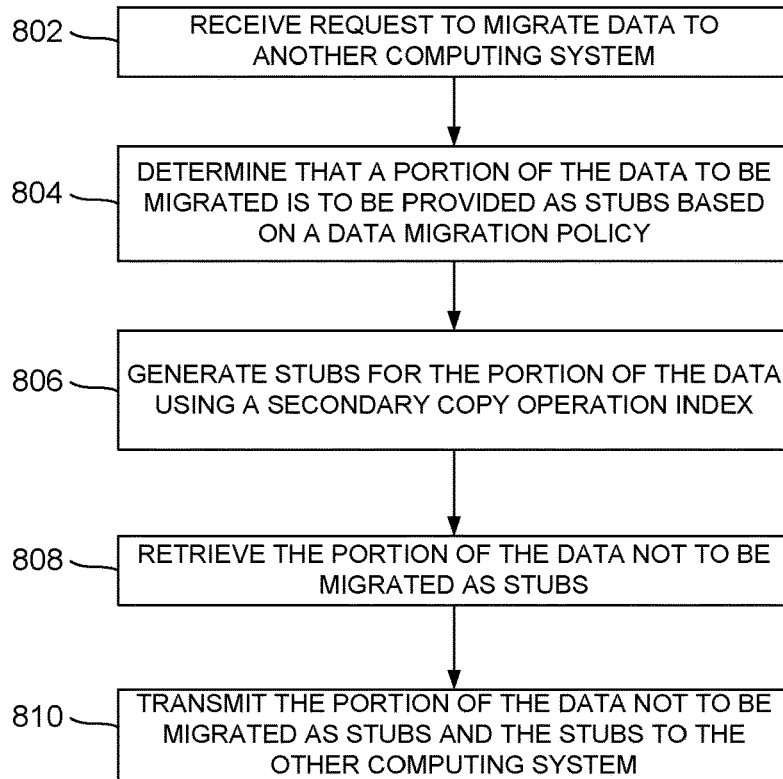 802
RECEIVE REQUEST TO MIGRATE DATA TO
ANOTHER COMPUTING SYSTEM
804
DETERMINE THAT A PORTION OF THE DATA TO BE
MIGRATED IS TO BE PROVIDED AS STUBS BASED
ON A DATA MIGRATION POLICY
806
GENERATE STUBS FOR THE PORTION OF THE DATA
USING A SECONDARY COPY OPERATION INDEX
808
RETRIEVE THE PORTION OF THE DATA NOT TO BE
MIGRATED AS STUBS
810
TRANSMIT THE PORTION OF THE DATA NOT TO BE
MIGRATED AS STUBS AND THE STUBS TO THE
OTHER COMPUTING SYSTEM